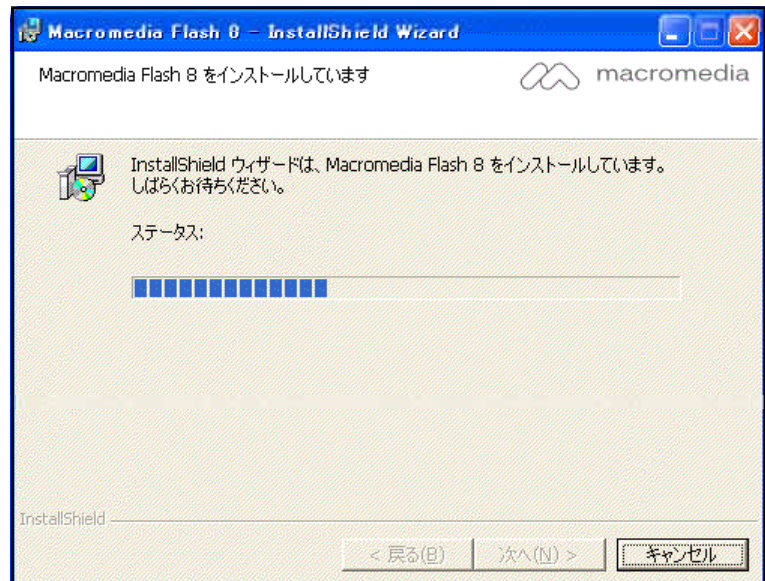 Macromedia Flash 8 - InstallShield Wizard
Macromedia Flash 8 をインストールしています
macromedia
InstallShield ウィザードは、Macromedia Flash 8 をインストールしています。
しばらくお待ちください。
ステータス:
InstallShield
< 戻る(B)
次へ(N) >
キャンセル